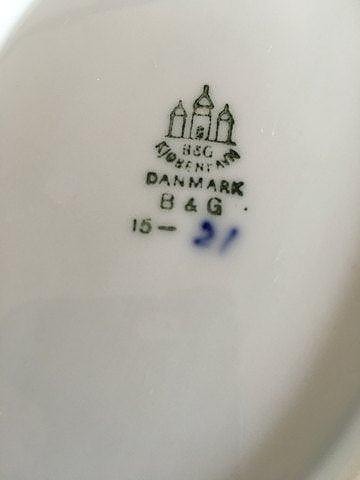 B&G
KJØBENHAVN
DANMARK
B & G
15 — 21